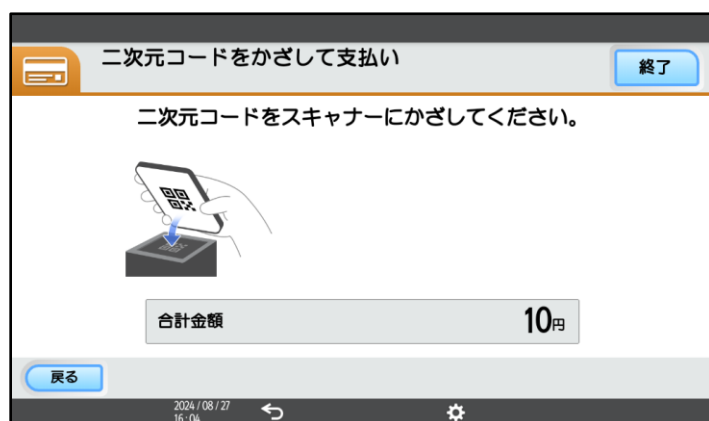 二次元コードをかざして支払い
終了
二次元コードをスキャナーにかざしてください。
合計金額
10円
戻る
2024 / 08 / 27
16 : 04